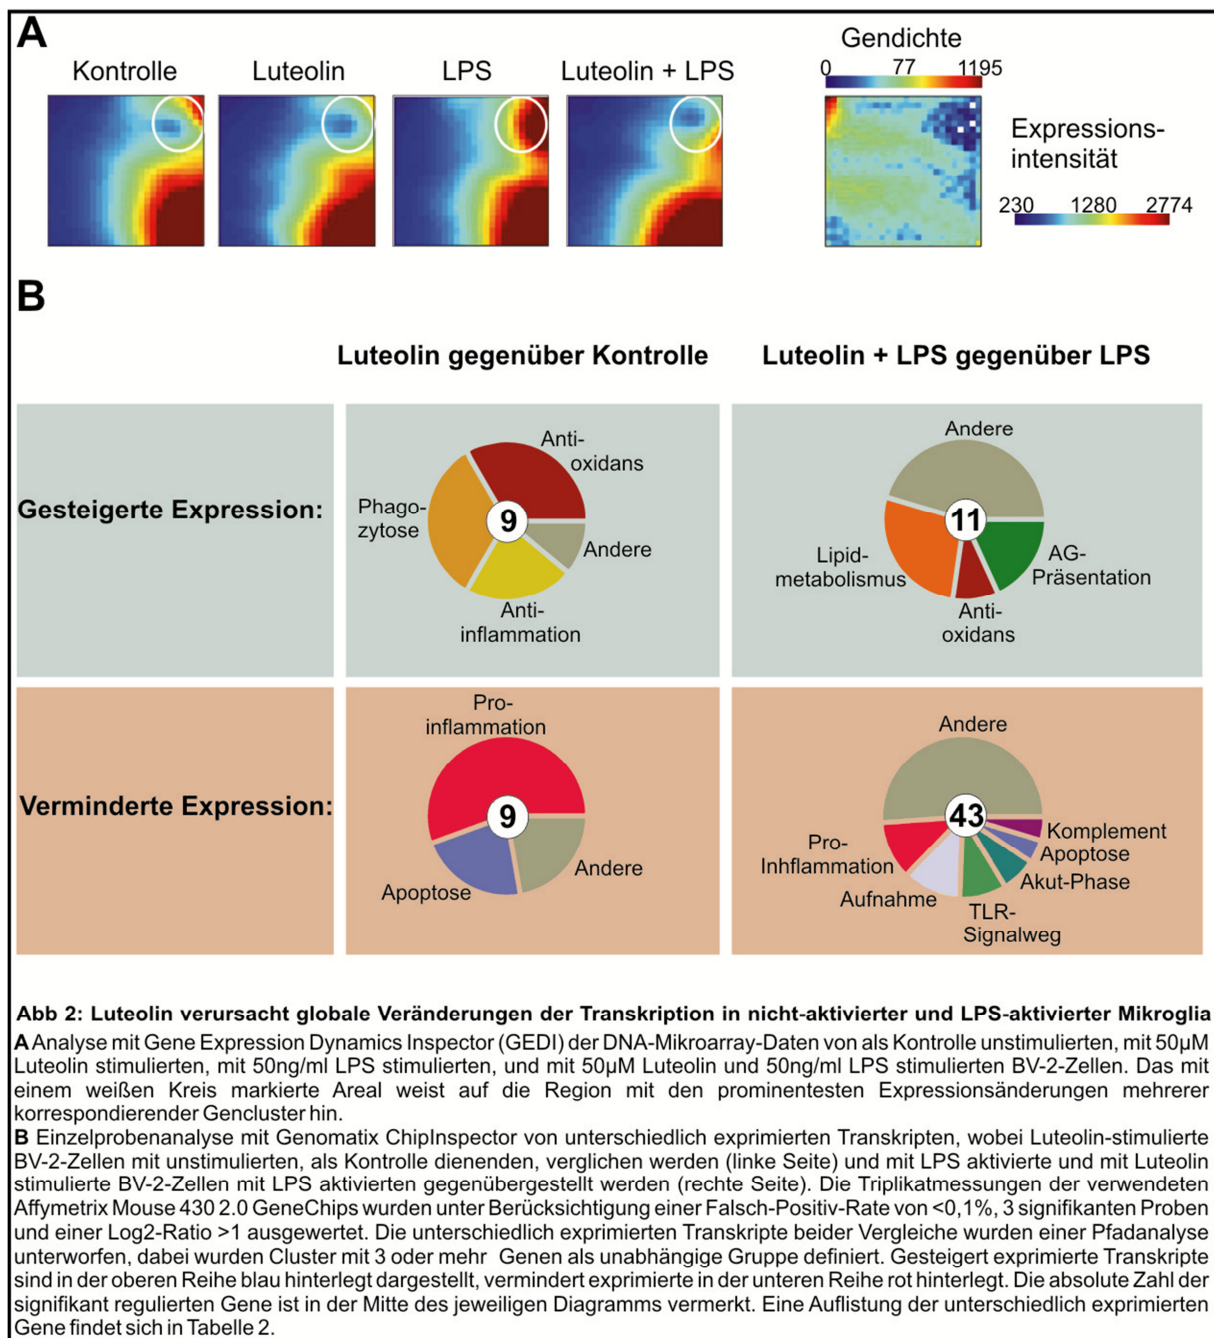 A
Kontrolle
Luteolin
LPS
Luteolin + LPS
Gendichte
0 77 1195
Expressions-
intensität
230 1280 2774
B
Luteolin gegenüber Kontrolle
Luteolin + LPS gegenüber LPS
Gesteigerte Expression:
Anti-
oxidans
Phago-
zytose
9
Andere
Anti-
inflammation
Andere
11
Lipid-
metabolismus
AG-
Präsentation
Anti-
oxidans
Verminderte Expression:
Pro-
inflammation
9
Apoptose
Andere
Andere
43
Pro-
Inhflammation
Komplement
Apoptose
Akut-Phase
Aufnahme
TLR-
Signalweg
Abb 2: Luteolin verursacht globale Veränderungen der Transkription in nicht-aktivierter und LPS-aktivierter Mikroglia
A Analyse mit Gene Expression Dynamics Inspector (GEDI) der DNA-Mikroarray-Daten von als Kontrolle unstimulierten, mit 50µM
Luteolin stimulierten, mit 50ng/ml LPS stimulierten, und mit 50µM Luteolin und 50ng/ml LPS stimulierten BV-2-Zellen. Das mit
einem weißen Kreis markierte Areal weist auf die Region mit den prominentesten Expressionsänderungen mehrerer
korrespondierender Gencluster hin.
B Einzelprobenanalyse mit Genomatix ChipInspector von unterschiedlich exprimierten Transkripten, wobei Luteolin-stimulierte
BV-2-Zellen mit unstimulierten, als Kontrolle dienenden, verglichen werden (linke Seite) und mit LPS aktivierte und mit Luteolin
stimulierte BV-2-Zellen mit LPS aktivierten gegenübergestellt werden (rechte Seite). Die Triplikatmessungen der verwendeten
Affymetrix Mouse 430 2.0 GeneChips wurden unter Berücksichtigung einer Falsch-Positiv-Rate von <0,1%, 3 signifikanten Proben
und einer Log2-Ratio >1 ausgewertet. Die unterschiedlich exprimierten Transkripte beider Vergleiche wurden einer Pfadanalyse
unterworfen, dabei wurden Cluster mit 3 oder mehr Genen als unabhängige Gruppe definiert. Gesteigert exprimierte Transkripte
sind in der oberen Reihe blau hinterlegt dargestellt, vermindert exprimierte in der unteren Reihe rot hinterlegt. Die absolute Zahl der
signifikant regulierten Gene ist in der Mitte des jeweiligen Diagramms vermerkt. Eine Auflistung der unterschiedlich exprimierten
Gene findet sich in Tabelle 2.